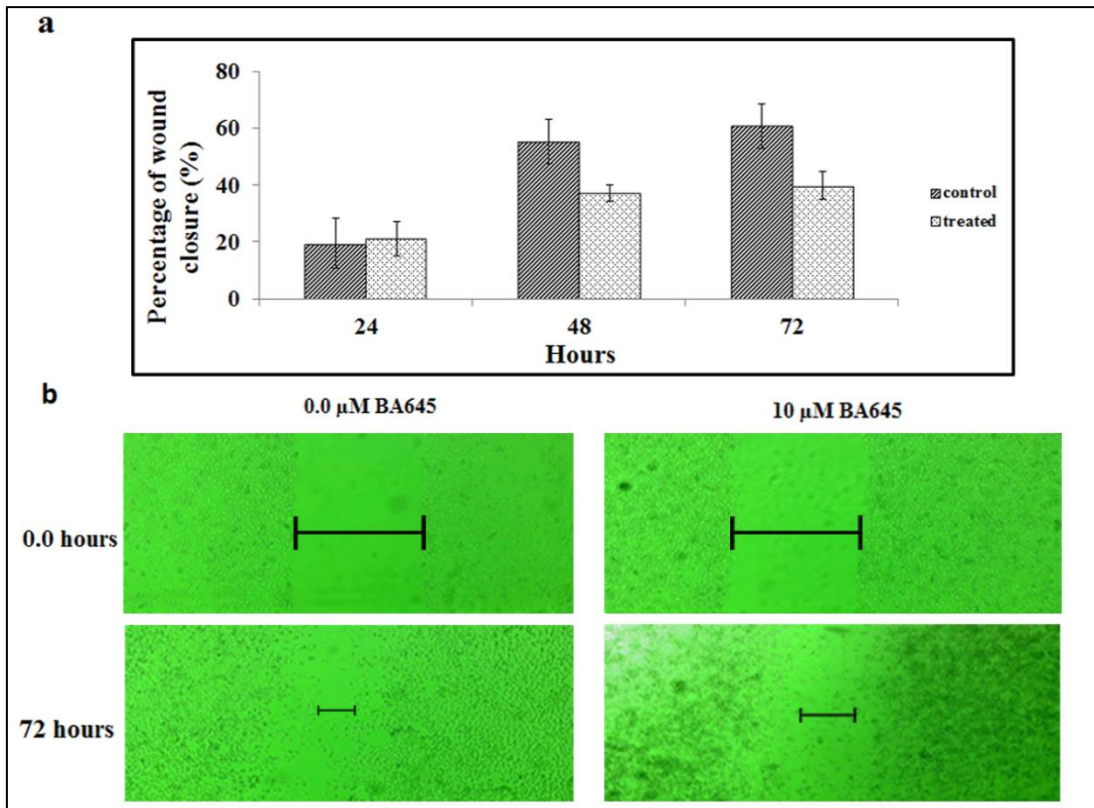 a
80
60
40
20
0
Percentage of wound
closure (%)
24
48
72
Hours
control
treated
b
0.0 µM BA645
10 µM BA645
0.0 hours
72 hours